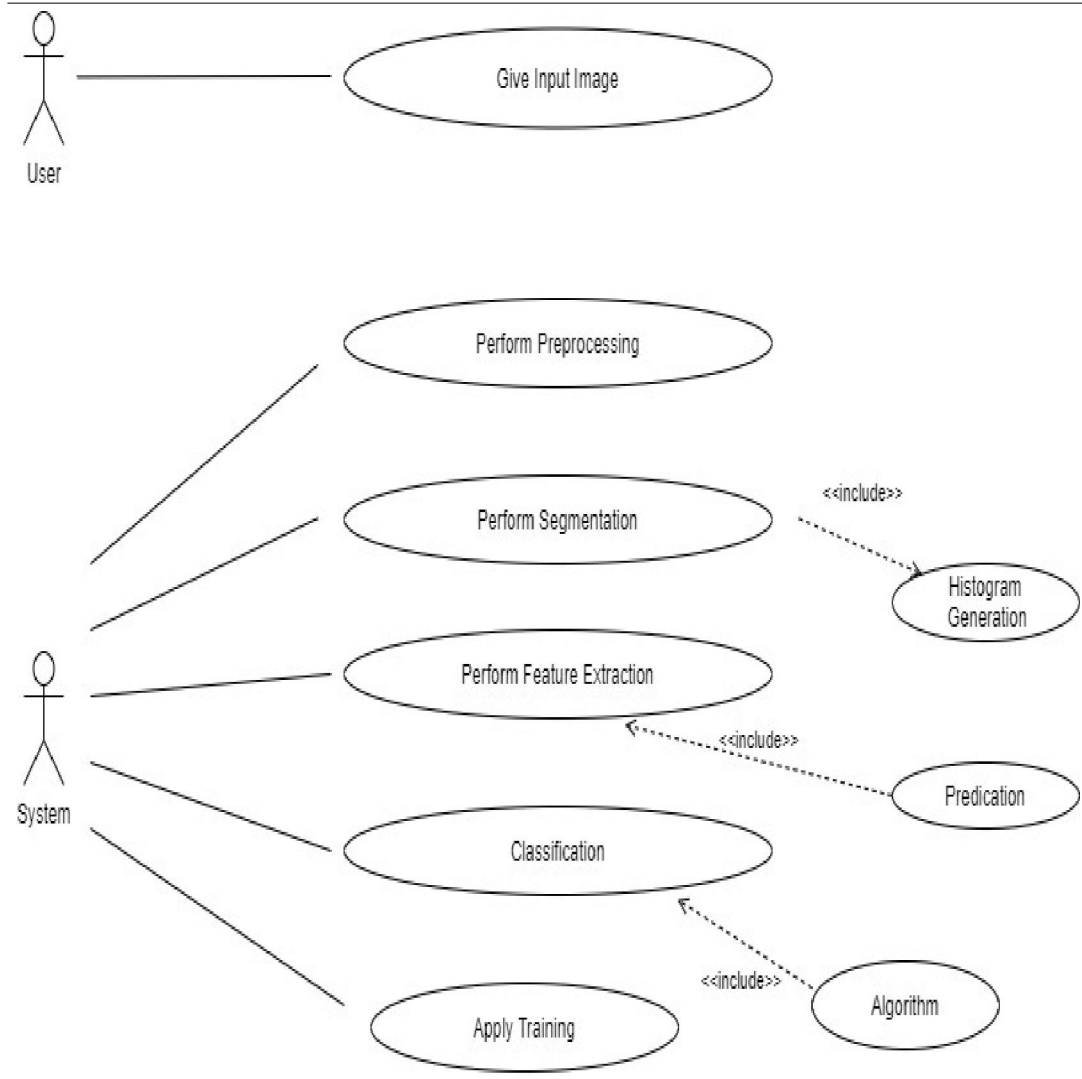 Give Input Image
User
Perform Preprocessing
<<include>>
Perform Segmentation
Histogram
Generation
Perform Feature Extraction
<<include>>
Predication
System
Classification
<<include>>
Algorithm
Apply Training